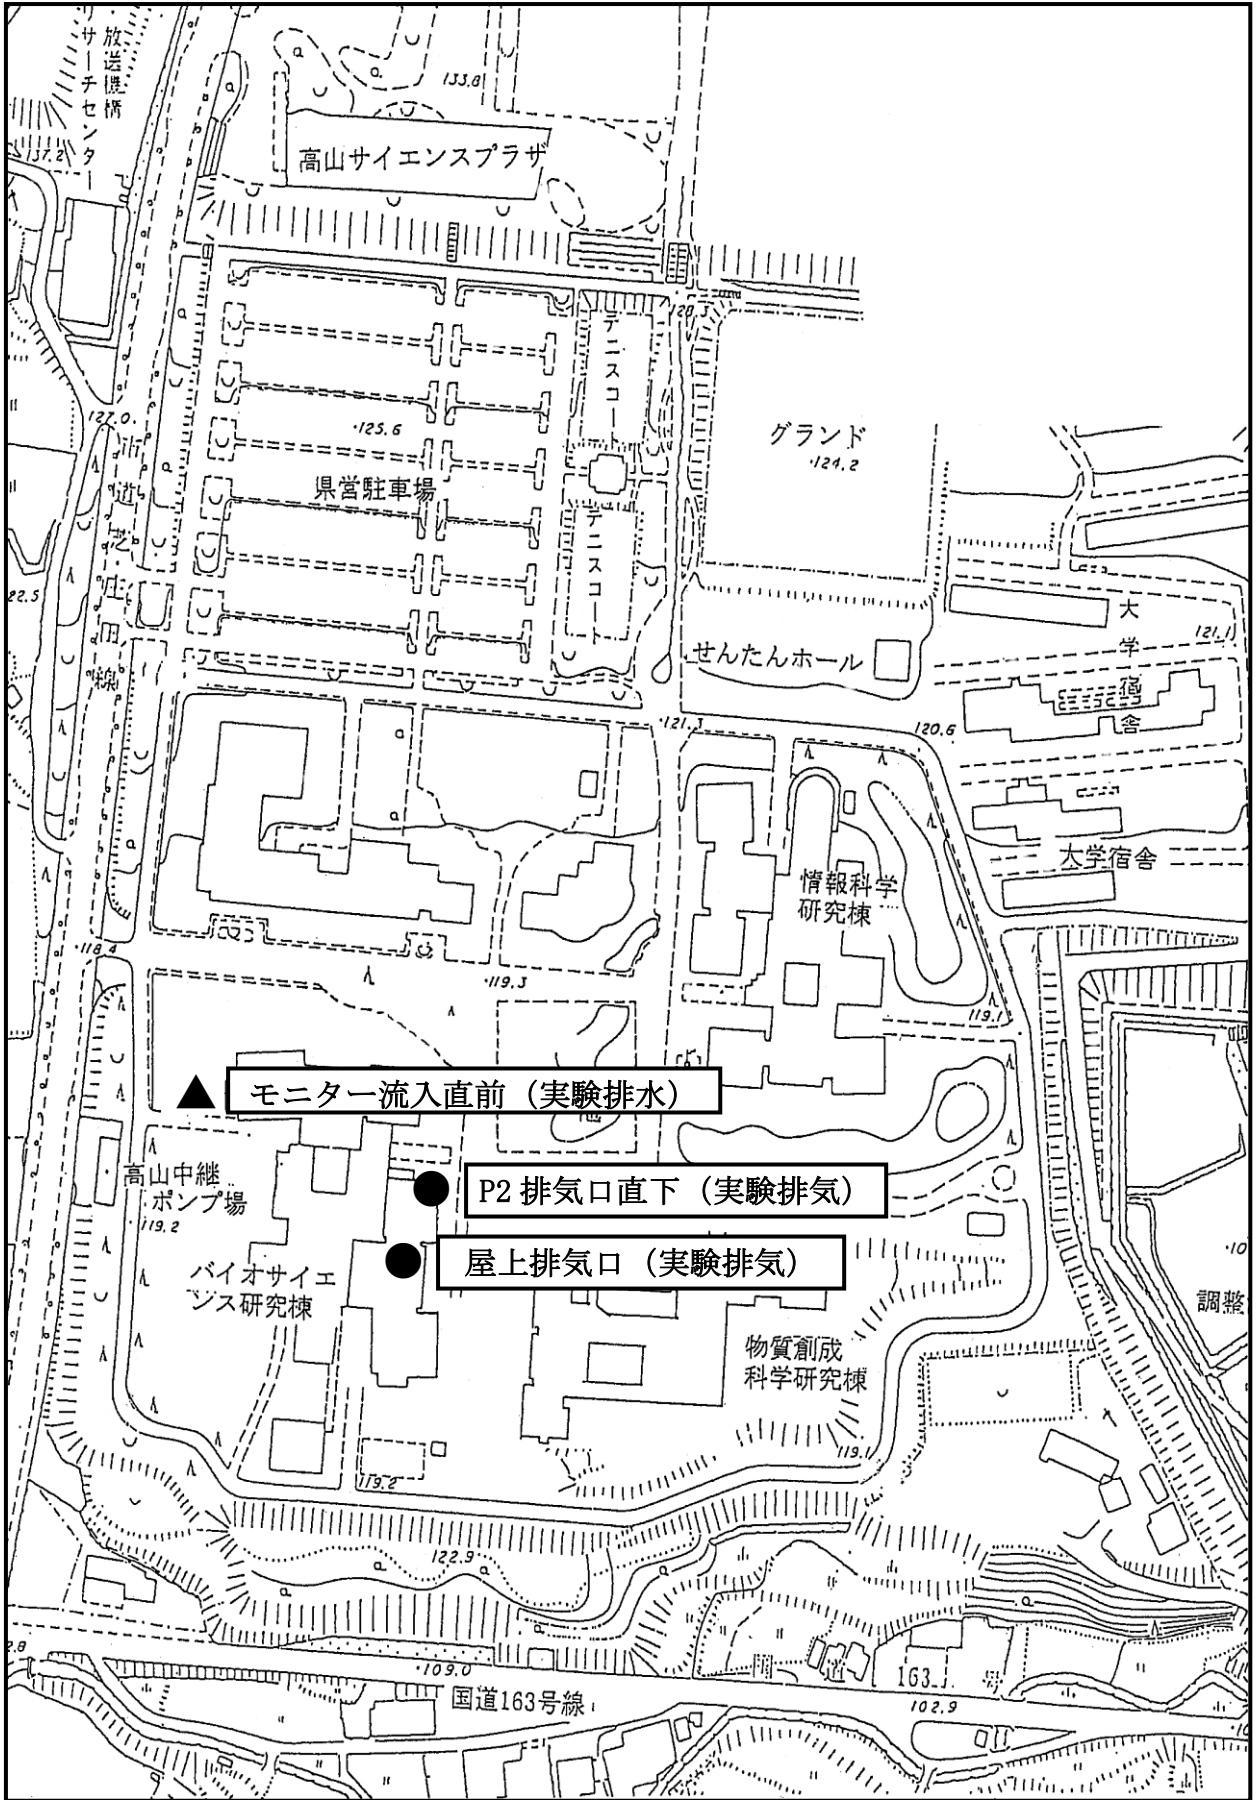 放送機構
サーチセンター
133.8
137.2
高山サイエンスプラザ
128.3
テニスコート
127.0
125.6
グランド
124.2
県営駐車場
テニスコート
市道芝庄田線
22.5
大学宿舎
121.1
せんたんホール
121.3
120.6
大学宿舎
情報科学
研究棟
118.4
119.3
119.1
モニター流入直前（実験排水）
池
高山中継
ポンプ場
119.2
P2 排気口直下（実験排気）
屋上排気口（実験排気）
バイオサイエ
ンス研究棟
調整
物質創成
科学研究棟
119.1
119.2
122.9
2.8
109.0
国道163号線
国道 163 号
102.9